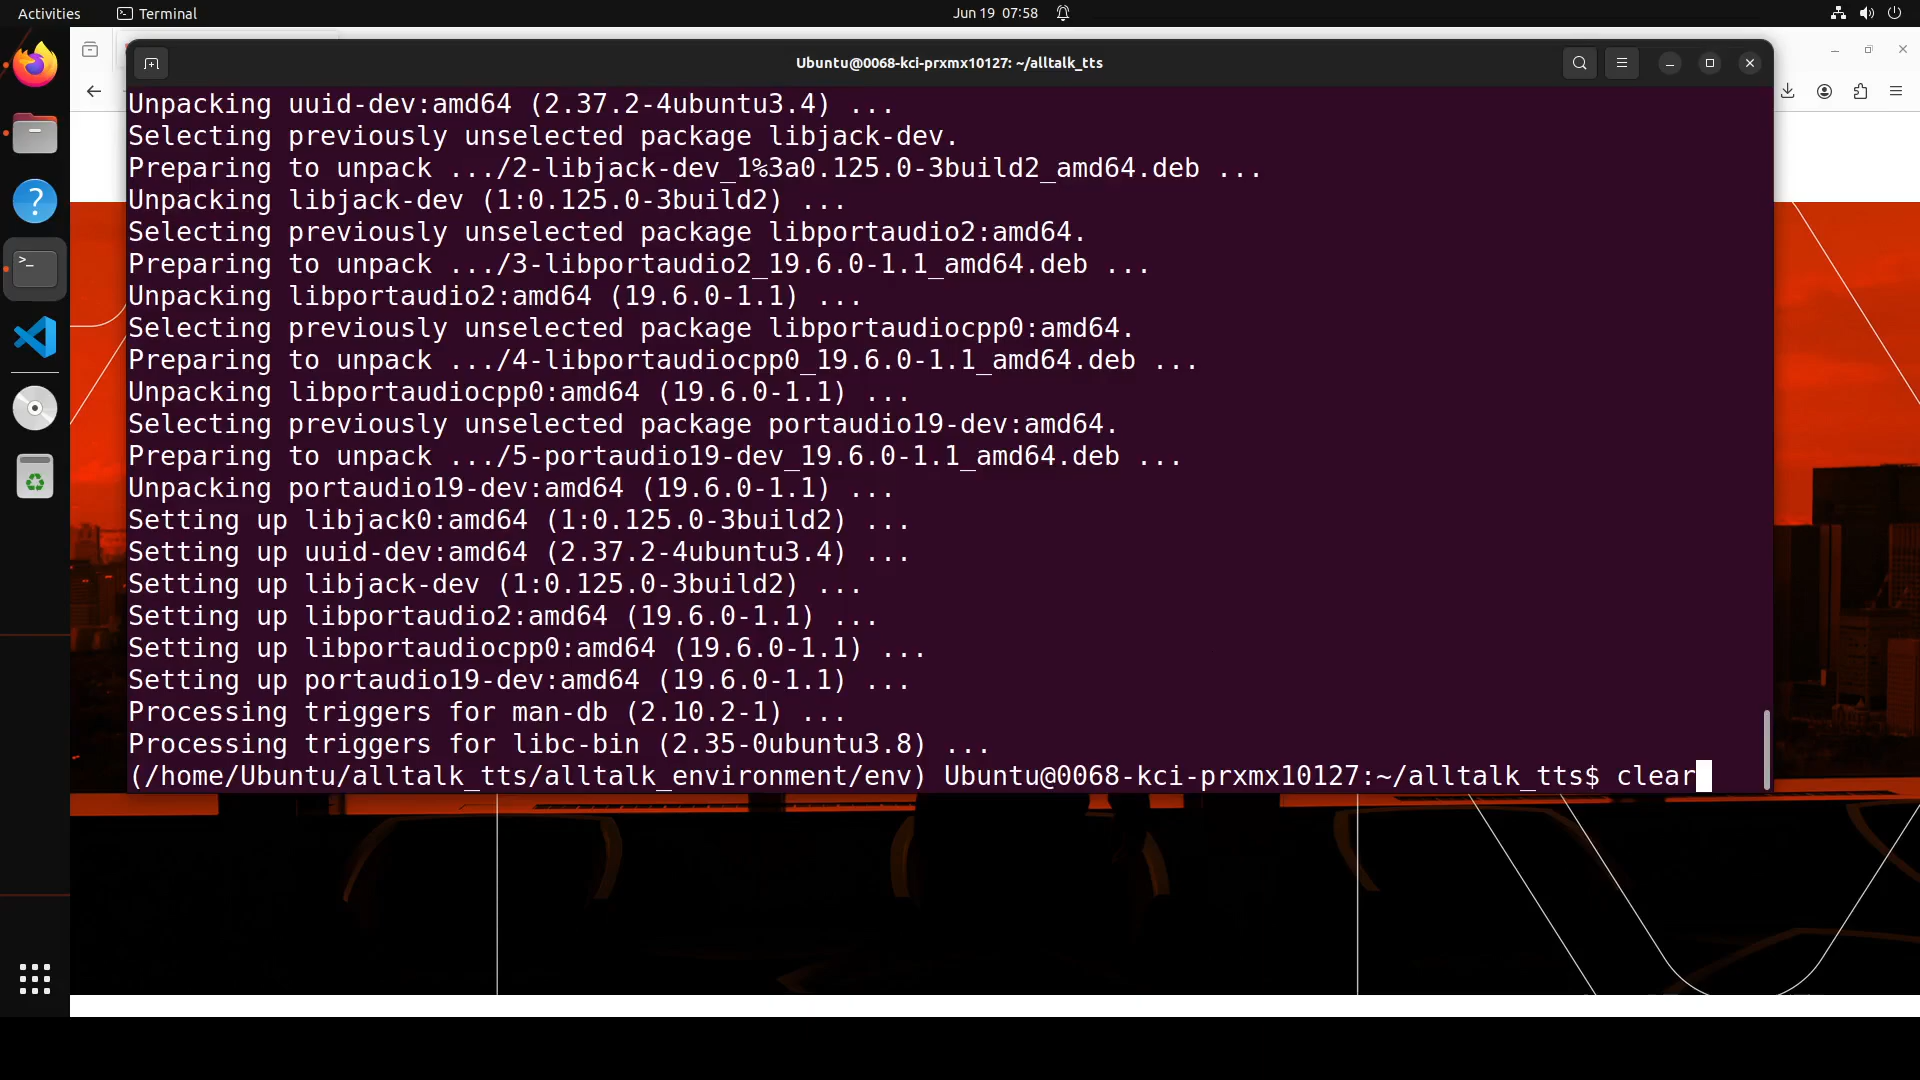 Activities
Terminal
Jun 19 07:58
Ubuntu@0068-kci-prxmx10127: ~/alltalk_tts
Unpacking uuid-dev:amd64 (2.37.2-4ubuntu3.4) ...
Selecting previously unselected package libjack-dev.
Preparing to unpack .../2-libjack-dev_1%3a0.125.0-3build2_amd64.deb ...
Unpacking libjack-dev (1:0.125.0-3build2) ...
Selecting previously unselected package libportaudio2:amd64.
Preparing to unpack .../3-libportaudio2_19.6.0-1.1_amd64.deb ...
Unpacking libportaudio2:amd64 (19.6.0-1.1) ...
Selecting previously unselected package libportaudiocpp0:amd64.
Preparing to unpack .../4-libportaudiocpp0_19.6.0-1.1_amd64.deb ...
Unpacking libportaudiocpp0:amd64 (19.6.0-1.1) ...
Selecting previously unselected package portaudio19-dev:amd64.
Preparing to unpack .../5-portaudio19-dev_19.6.0-1.1_amd64.deb ...
Unpacking portaudio19-dev:amd64 (19.6.0-1.1) ...
Setting up libjack0:amd64 (1:0.125.0-3build2) ...
Setting up uuid-dev:amd64 (2.37.2-4ubuntu3.4) ...
Setting up libjack-dev (1:0.125.0-3build2) ...
Setting up libportaudio2:amd64 (19.6.0-1.1) ...
Setting up libportaudiocpp0:amd64 (19.6.0-1.1) ...
Setting up portaudio19-dev:amd64 (19.6.0-1.1) ...
Processing triggers for man-db (2.10.2-1) ...
Processing triggers for libc-bin (2.35-0ubuntu3.8) ...
(/home/Ubuntu/alltalk_tts/alltalk_environment/env) Ubuntu@0068-kci-prxmx10127:~/alltalk_tts$ clear